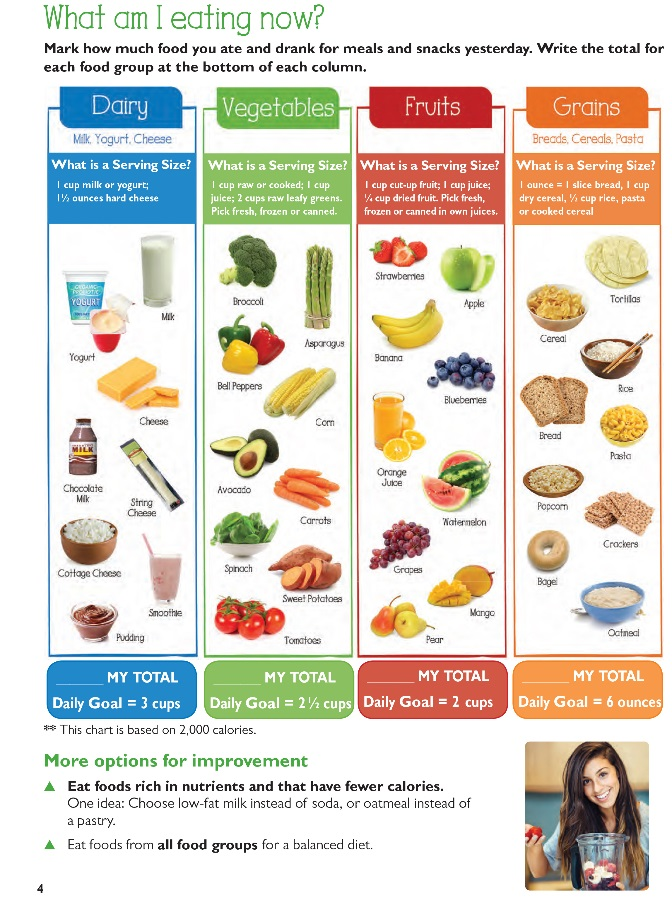 What am I eating now?
Mark how much food you ate and drank for meals and snacks yesterday. Write the total for
each food group at the bottom of each column.
Dairy
Milk, Yogurt, Cheese
What is a Serving Size?
1 cup milk or yogurt;
1½ ounces hard cheese
ORGANIC
PROBIOTIC
YOGURT
Milk
Yogurt
Cheese
MILK
Chocolate
Milk
String
Cheese
Cottage Cheese
Smoothie
Pudding
______ MY TOTAL
Daily Goal = 3 cups
Vegetables
What is a Serving Size?
1 cup raw or cooked; 1 cup
juice; 2 cups raw leafy greens.
Pick fresh, frozen or canned.
Broccoli
Asparagus
Bell Peppers
Corn
Avocado
Carrots
Spinach
Sweet Potatoes
Tomatoes
______ MY TOTAL
Daily Goal = 2½ cups
Fruits
What is a Serving Size?
1 cup cut-up fruit; 1 cup juice;
¼ cup dried fruit. Pick fresh,
frozen or canned in own juices.
Strawberries
Apple
Banana
Blueberries
Orange
Juice
Watermelon
Grapes
Mango
Pear
______ MY TOTAL
Daily Goal = 2 cups
Grains
Breads, Cereals, Pasta
What is a Serving Size?
1 ounce = 1 slice bread, 1 cup
dry cereal, ½ cup rice, pasta
or cooked cereal
Tortillas
Cereal
Rice
Bread
Pasta
Popcorn
Crackers
Bagel
Oatmeal
______ MY TOTAL
Daily Goal = 6 ounces
** This chart is based on 2,000 calories.
More options for improvement
▲ Eat foods rich in nutrients and that have fewer calories.
One idea: Choose low-fat milk instead of soda, or oatmeal instead of
a pastry.
▲ Eat foods from all food groups for a balanced diet.
4